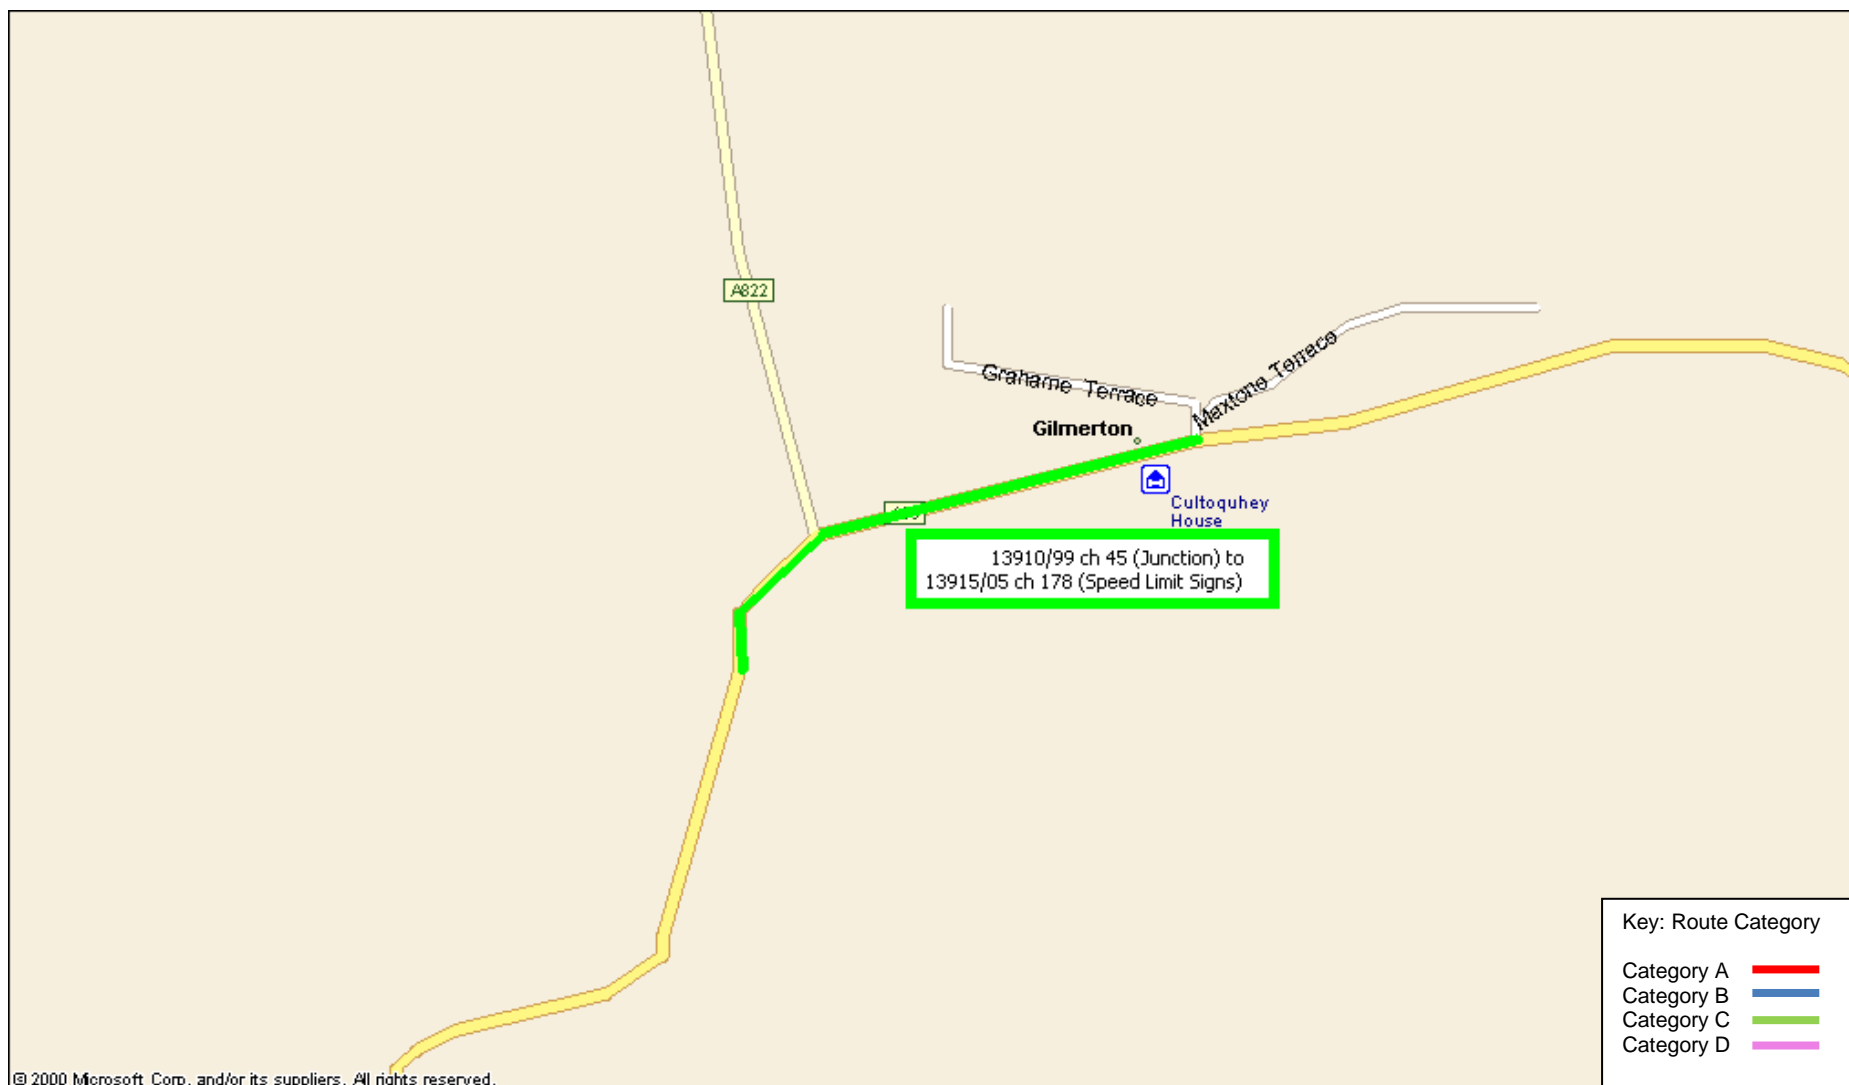 A822
Grahame Terrace
Maxtone Terrace
Gilmerton
Cultoquhey
House
13910/99 ch 45 (Junction) to
13915/05 ch 178 (Speed Limit Signs)
Key: Route Category
Category A
Category B
Category C
Category D
© 2000 Microsoft Corp. and/or its suppliers. All rights reserved.